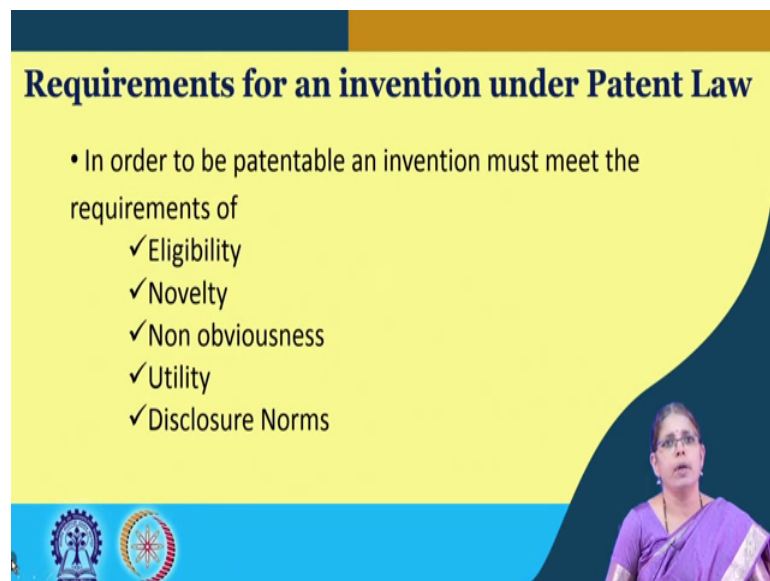 Requirements for an invention under Patent Law
• In order to be patentable an invention must meet the
requirements of
✓Eligibility
✓Novelty
✓Non obviousness
✓Utility
✓Disclosure Norms